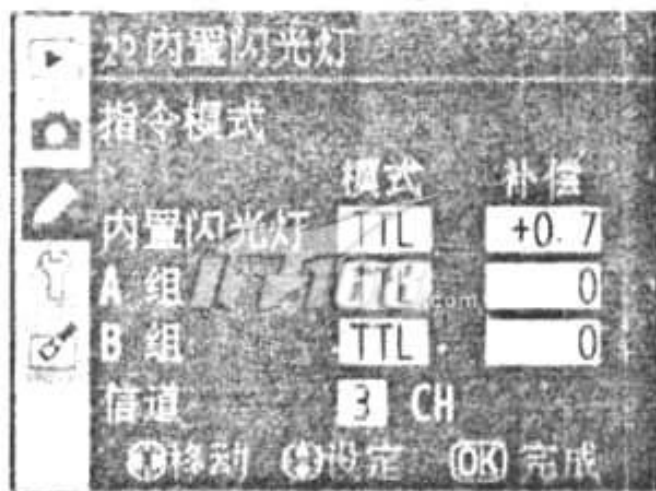 内置闪光灯
指令模式
模式 补偿
内置闪光灯 TTL +0.7
A 组 0
B 组 TTL 0
信道 3 CH
移动 设定 OK 完成